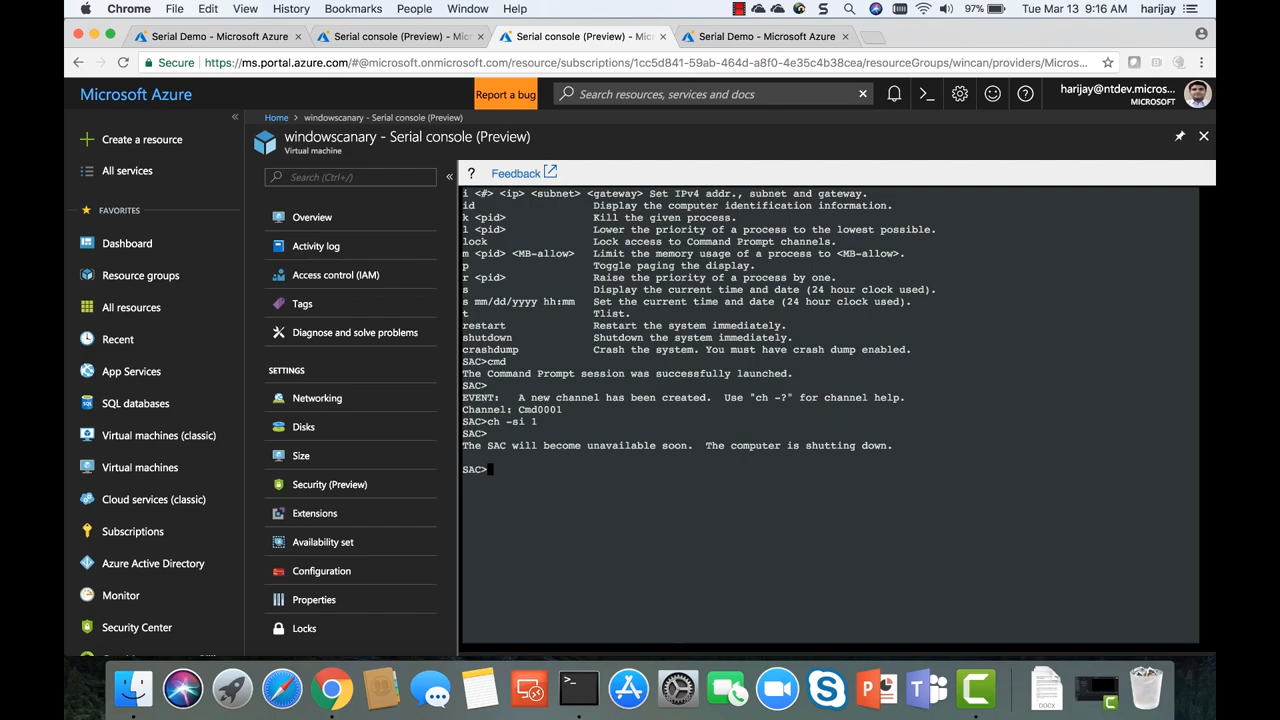 Chrome File Edit View History Bookmarks People Window Help 97% Tue Mar 13 9:16 AM harijay
Serial Demo - Microsoft Azure Serial console (Preview) - Mic Serial console (Preview) - Mic Serial Demo - Microsoft Azure
Secure https://ms.portal.azure.com/#@microsoft.onmicrosoft.com/resource/subscriptions/1cc5d841-59ab-464d-a8f0-4e35c4b38cea/resourceGroups/wincan/providers/Micros...
Microsoft Azure
Report a bug
Search resources, services and docs
harijay@ntdev.micros...
MICROSOFT
Create a resource
All services
FAVORITES
Dashboard
Resource groups
All resources
Recent
App Services
SQL databases
Virtual machines (classic)
Virtual machines
Cloud services (classic)
Subscriptions
Azure Active Directory
Monitor
Security Center
Home > windowscanary - Serial console (Preview)
windowscanary - Serial console (Preview)
Virtual machine
Search (Ctrl+/)
Overview
Activity log
Access control (IAM)
Tags
Diagnose and solve problems
SETTINGS
Networking
Disks
Size
Security (Preview)
Extensions
Availability set
Configuration
Properties
Locks
? Feedback
i <#> <ip> <subnet> <gateway> Set IPv4 addr., subnet and gateway.
id Display the computer identification information.
k <pid> Kill the given process.
l <pid> Lower the priority of a process to the lowest possible.
lock Lock access to Command Prompt channels.
m <pid> <MB-allow> Limit the memory usage of a process to <MB-allow>.
p Toggle paging the display.
r <pid> Raise the priority of a process by one.
s Display the current time and date (24 hour clock used).
s mm/dd/yyyy hh:mm Set the current time and date (24 hour clock used).
t Tlist.
restart Restart the system immediately.
shutdown Shutdown the system immediately.
crashdump Crash the system. You must have crash dump enabled.
SAC>cmd
The Command Prompt session was successfully launched.
SAC>
EVENT: A new channel has been created. Use "ch -?" for channel help.
Channel: Cmd0001
SAC>ch -si 1
SAC>
The SAC will become unavailable soon. The computer is shutting down.
SAC>
DOCX